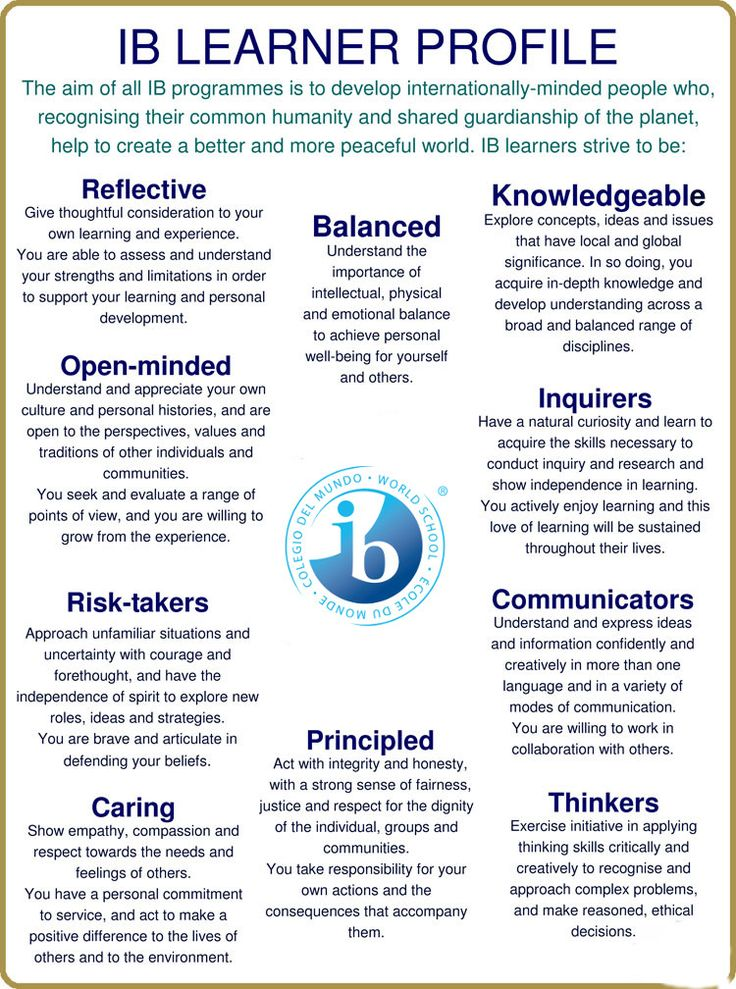 IB LEARNER PROFILE
The aim of all IB programmes is to develop internationally-minded people who,
recognising their common humanity and shared guardianship of the planet,
help to create a better and more peaceful world. IB learners strive to be:
Reflective
Give thoughtful consideration to your
own learning and experience.
You are able to assess and understand
your strengths and limitations in order
to support your learning and personal
development.
Balanced
Understand the
importance of
intellectual, physical
and emotional balance
to achieve personal
well-being for yourself
and others.
Knowledgeable
Explore concepts, ideas and issues
that have local and global
significance. In so doing, you
acquire in-depth knowledge and
develop understanding across a
broad and balanced range of
disciplines.
Open-minded
Understand and appreciate your own
culture and personal histories, and are
open to the perspectives, values and
traditions of other individuals and
communities.
You seek and evaluate a range of
points of view, and you are willing to
grow from the experience.
Inquirers
Have a natural curiosity and learn to
acquire the skills necessary to
conduct inquiry and research and
show independence in learning.
You actively enjoy learning and this
love of learning will be sustained
throughout their lives.
COLEGIO DEL MUNDO · WORLD SCHOOL · ÉCOLE DU MONDE ·
ib
®
Risk-takers
Approach unfamiliar situations and
uncertainty with courage and
forethought, and have the
independence of spirit to explore new
roles, ideas and strategies.
You are brave and articulate in
defending your beliefs.
Communicators
Understand and express ideas
and information confidently and
creatively in more than one
language and in a variety of
modes of communication.
You are willing to work in
collaboration with others.
Principled
Act with integrity and honesty,
with a strong sense of fairness,
justice and respect for the dignity
of the individual, groups and
communities.
You take responsibility for your
own actions and the
consequences that accompany
them.
Caring
Show empathy, compassion and
respect towards the needs and
feelings of others.
You have a personal commitment
to service, and act to make a
positive difference to the lives of
others and to the environment.
Thinkers
Exercise initiative in applying
thinking skills critically and
creatively to recognise and
approach complex problems,
and make reasoned, ethical
decisions.